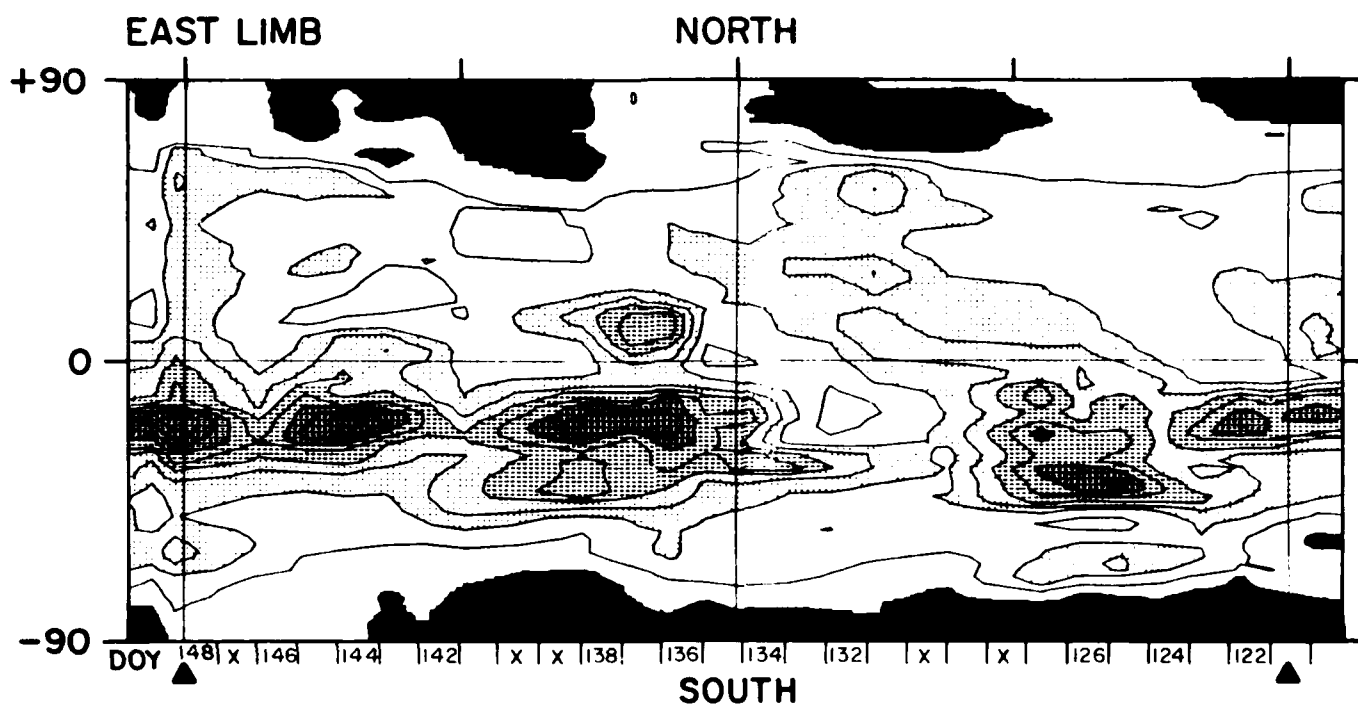 EAST LIMB NORTH
+90
0
-90
DOY 148 X 146 144 142 X X 138 136 134 132 X X 126 124 122
SOUTH